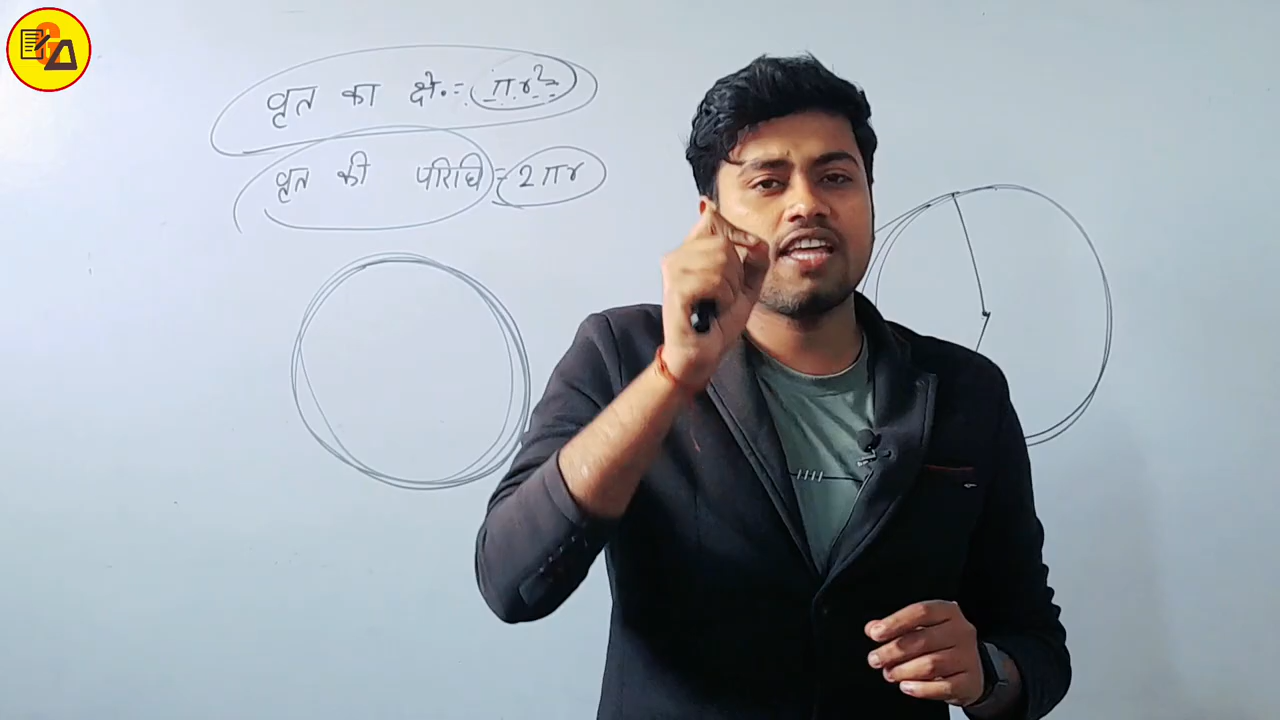 वृत का क्षे॰ = πr²
वृत की परिधि = 2πr